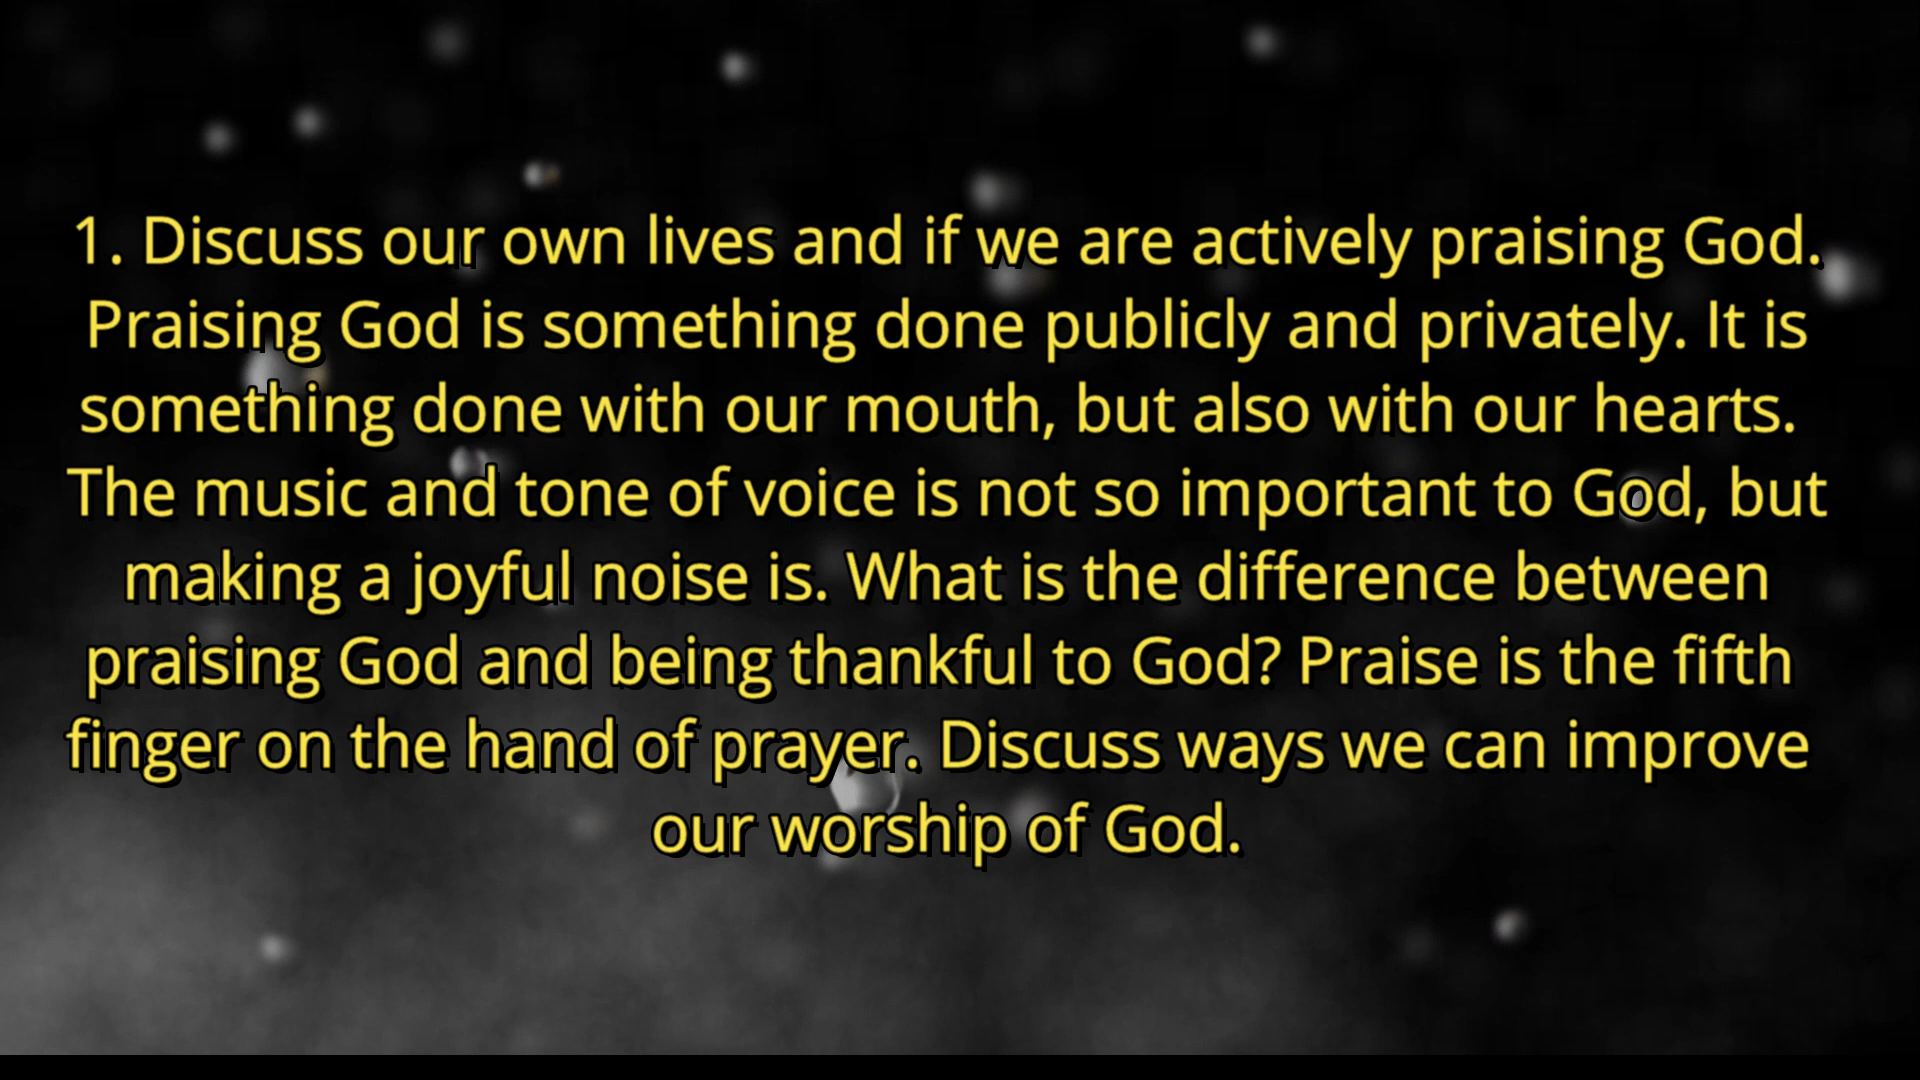 1. Discuss our own lives and if we are actively praising God.
Praising God is something done publicly and privately. It is
something done with our mouth, but also with our hearts.
The music and tone of voice is not so important to God, but
making a joyful noise is. What is the difference between
praising God and being thankful to God? Praise is the fifth
finger on the hand of prayer. Discuss ways we can improve
our worship of God.